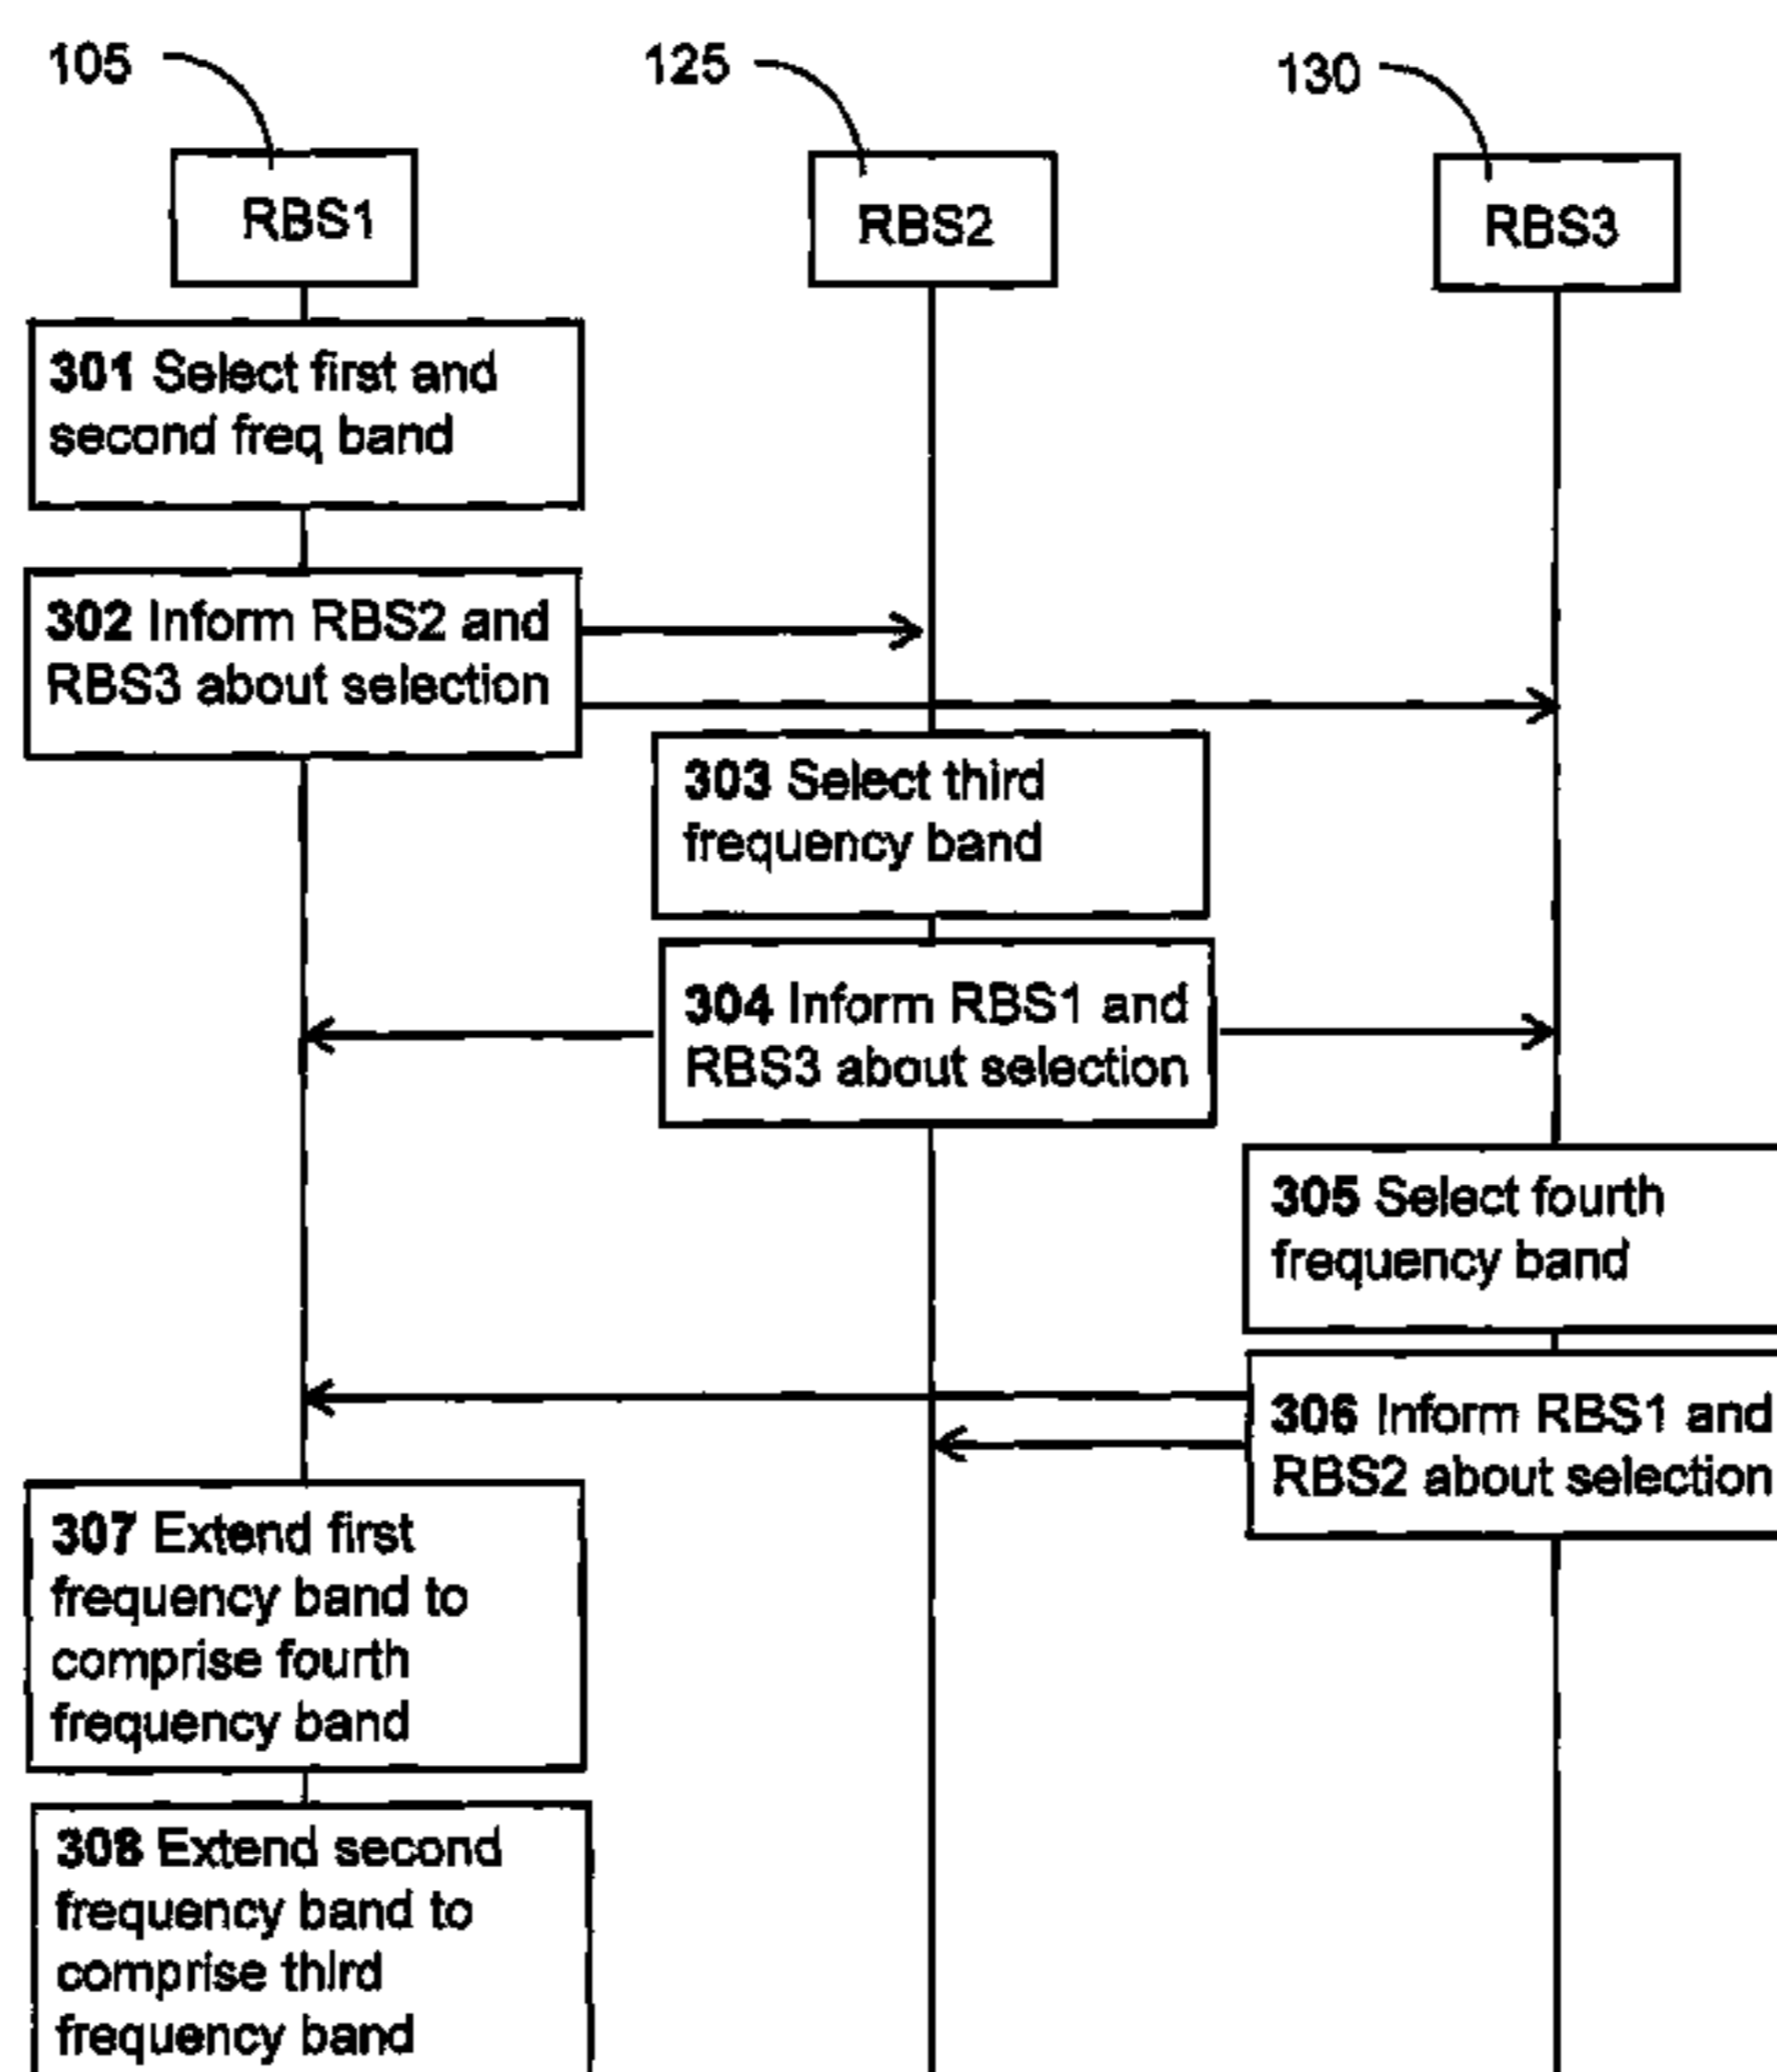 105
125
130
RBS1
RBS2
RBS3
301 Select first and
second freq band
302 Inform RBS2 and
RBS3 about selection
303 Select third
frequency band
304 Inform RBS1 and
RBS3 about selection
305 Select fourth
frequency band
306 Inform RBS1 and
RBS2 about selection
307 Extend first
frequency band to
comprise fourth
frequency band
308 Extend second
frequency band to
comprise third
frequency band